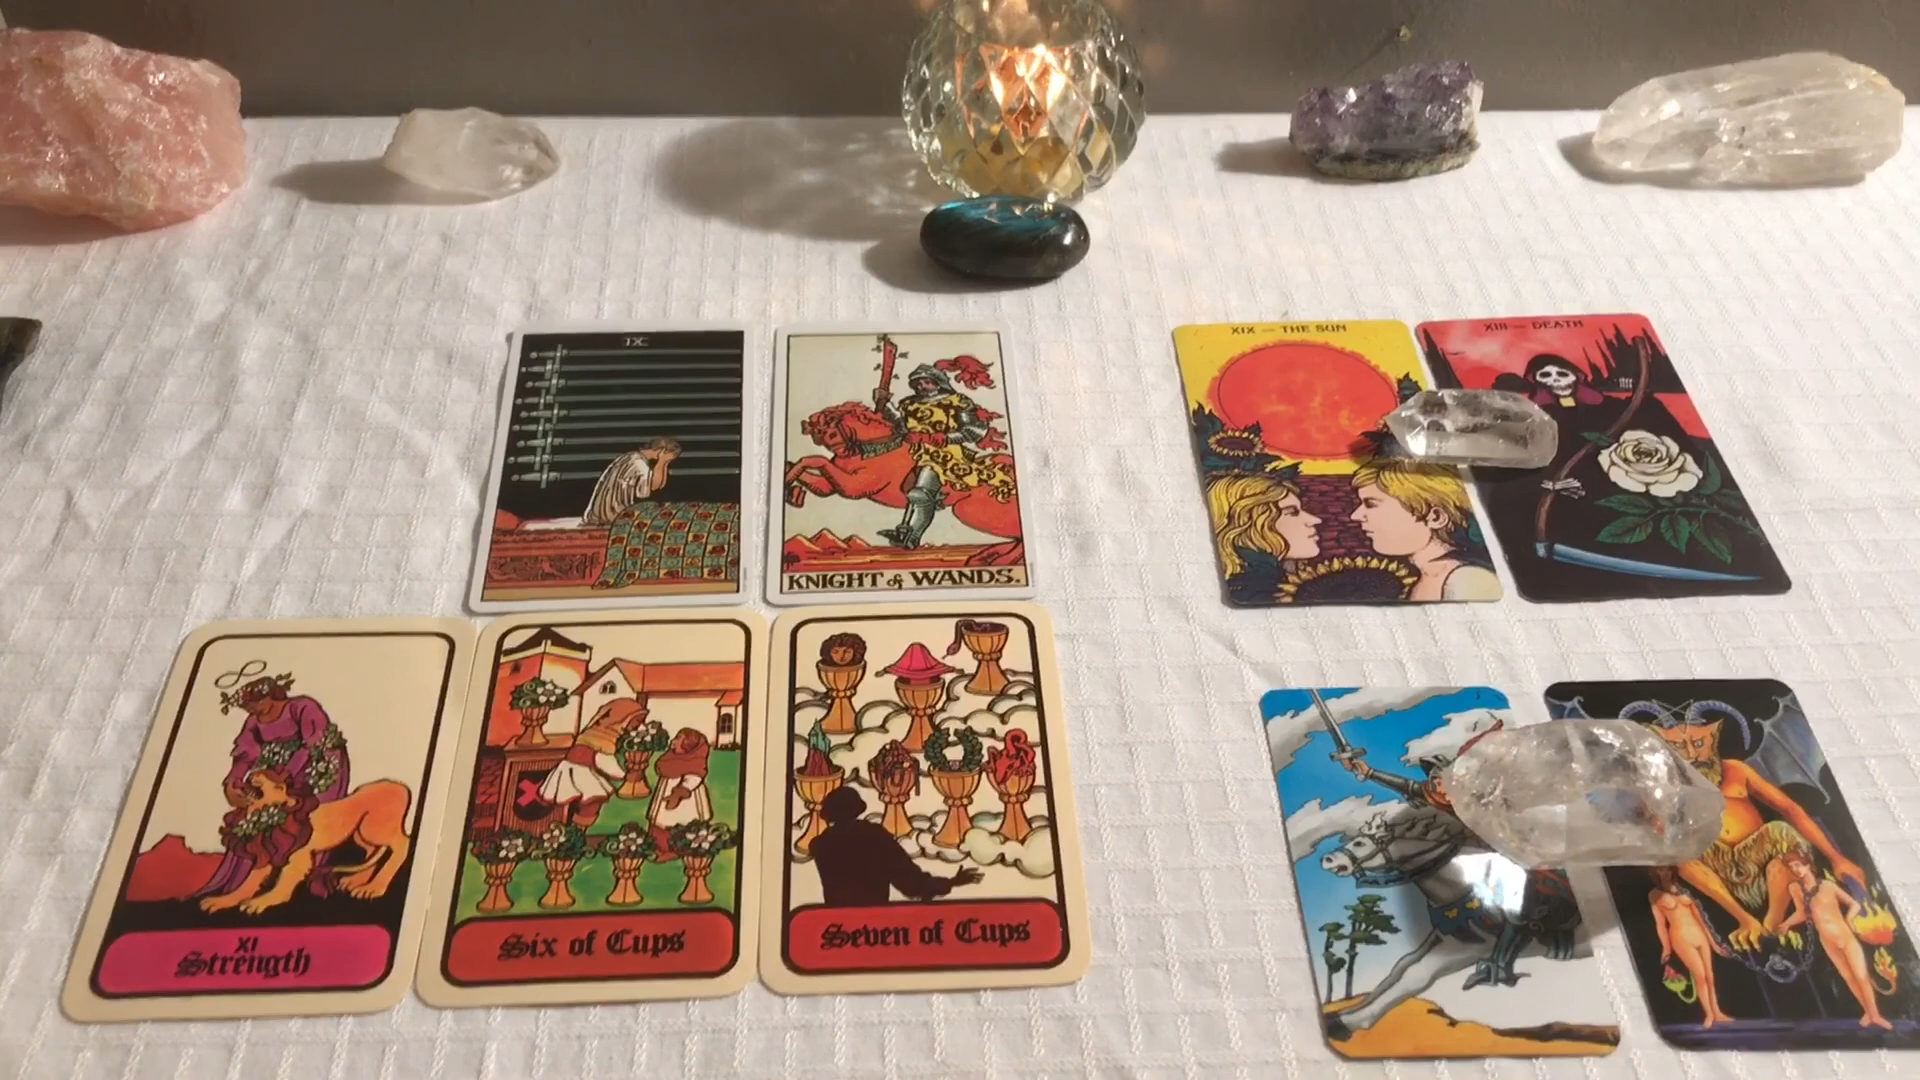 IX
KNIGHT of WANDS.
XIX — THE SUN
XIII — DEATH
XI
Strength
Six of Cups
Seven of Cups